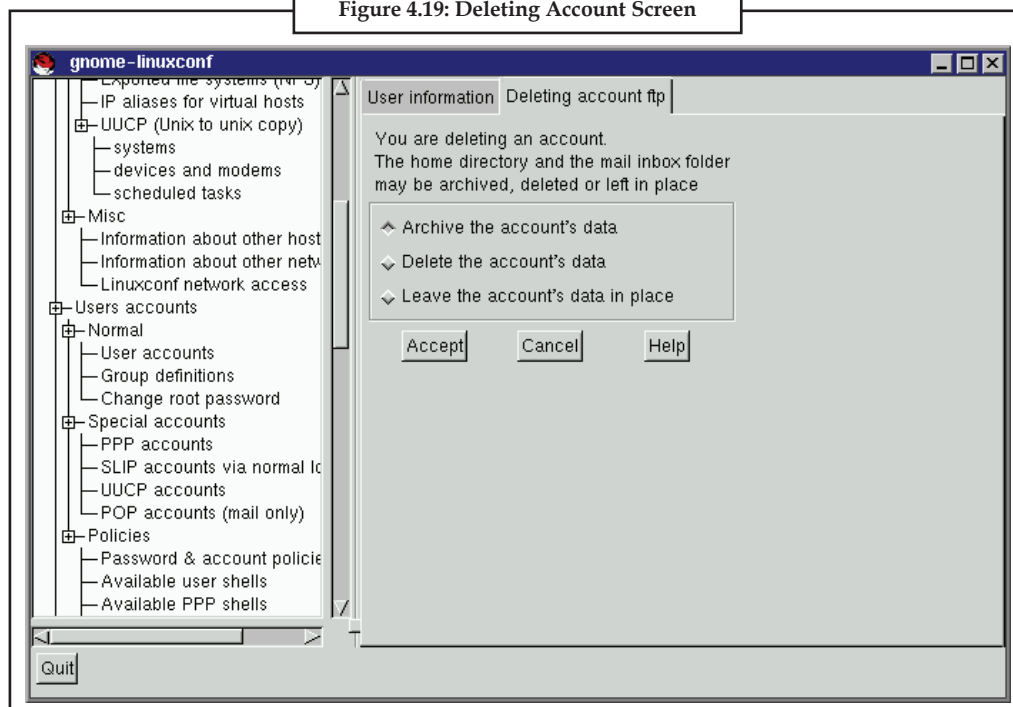 Figure 4.19: Deleting Account Screen
gnome-linuxconf
Exported file systems (NFS)
IP aliases for virtual hosts
UUCP (Unix to unix copy)
systems
devices and modems
scheduled tasks
Misc
Information about other host
Information about other netw
Linuxconf network access
Users accounts
Normal
User accounts
Group definitions
Change root password
Special accounts
PPP accounts
SLIP accounts via normal lo
UUCP accounts
POP accounts (mail only)
Policies
Password & account policie
Available user shells
Available PPP shells
Quit
User information Deleting account ftp
You are deleting an account.
The home directory and the mail inbox folder
may be archived, deleted or left in place
Archive the account's data
Delete the account's data
Leave the account's data in place
Accept Cancel Help